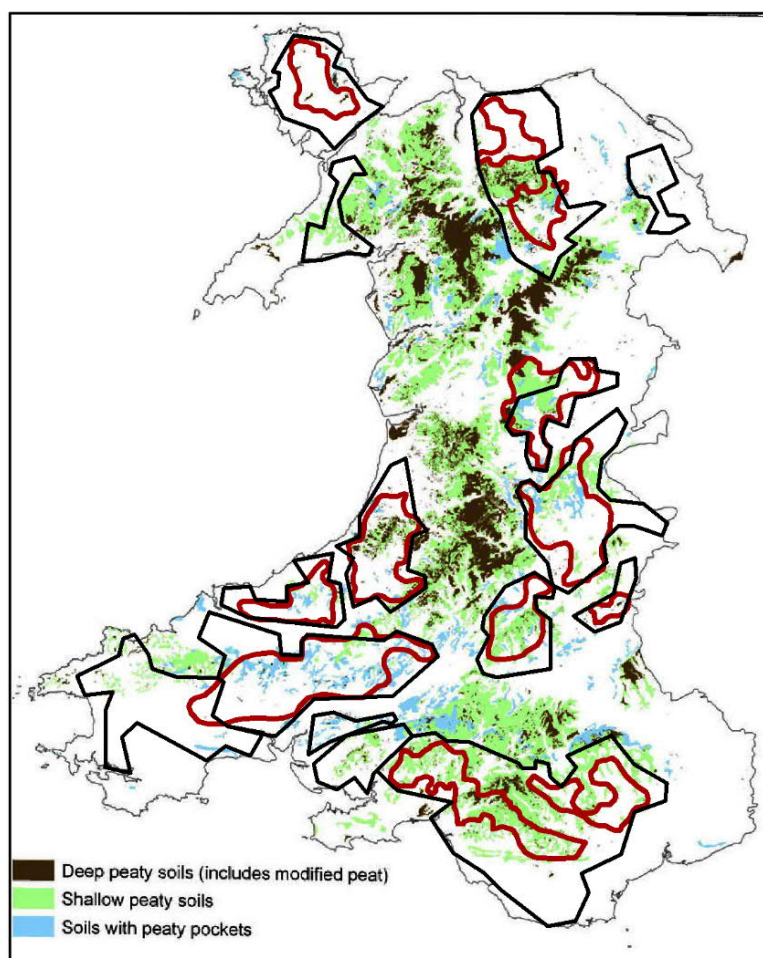 Deep peaty soils (includes modified peat)
Shallow peaty soils
Soils with peaty pockets